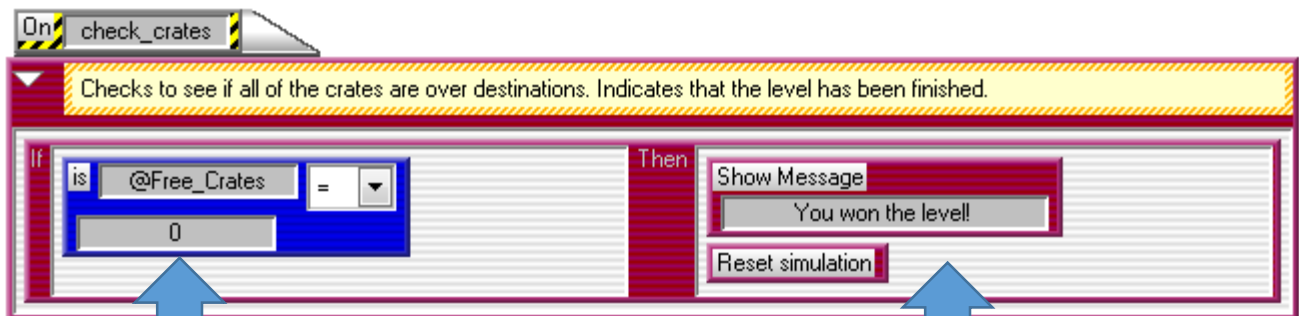 On check_crates
Checks to see if all of the crates are over destinations. Indicates that the level has been finished.
If is @Free_Crates =
0
Then Show Message
You won the level!
Reset simulation